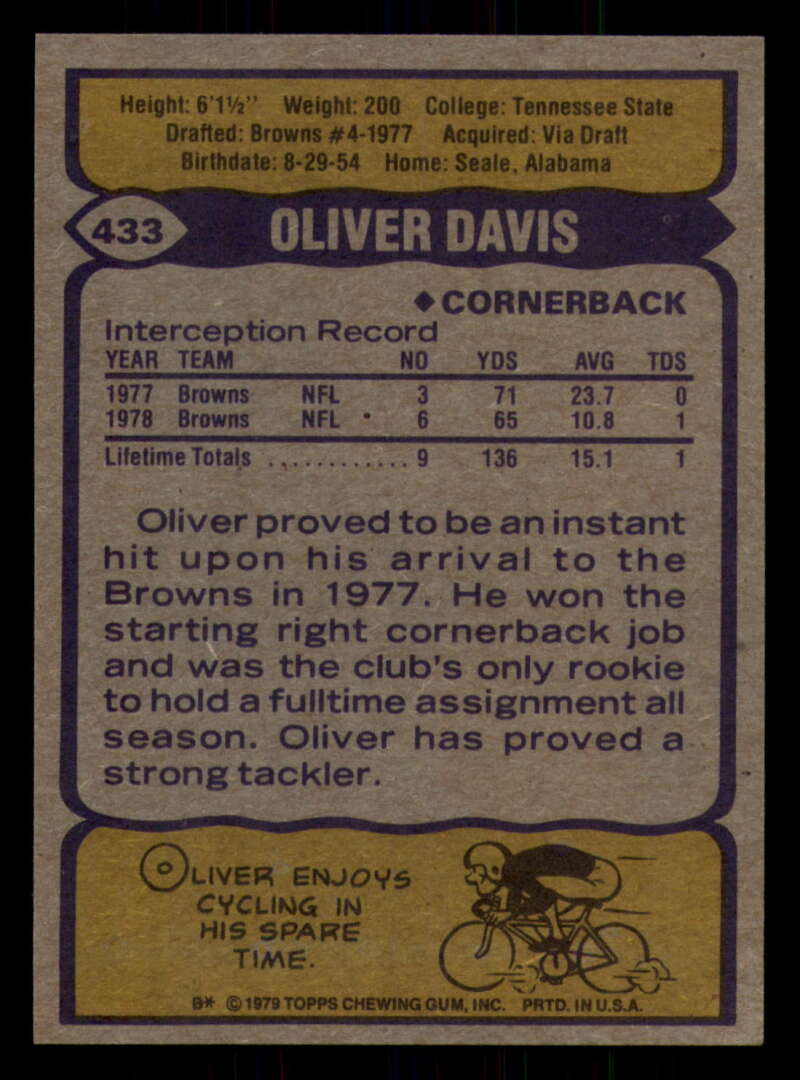 Height: 6'1½" Weight: 200 College: Tennessee State
Drafted: Browns #4-1977 Acquired: Via Draft
Birthdate: 8-29-54 Home: Seale, Alabama
433 OLIVER DAVIS
◆ CORNERBACK
Interception Record
YEAR TEAM NO YDS AVG TDS
1977 Browns NFL 3 71 23.7 0
1978 Browns NFL 6 65 10.8 1
Lifetime Totals ............ 9 136 15.1 1
Oliver proved to be an instant
hit upon his arrival to the
Browns in 1977. He won the
starting right cornerback job
and was the club's only rookie
to hold a fulltime assignment all
season. Oliver has proved a
strong tackler.
OLIVER ENJOYS
CYCLING IN
HIS SPARE
TIME.
B* © 1979 TOPPS CHEWING GUM, INC. PRTD. IN U.S.A.